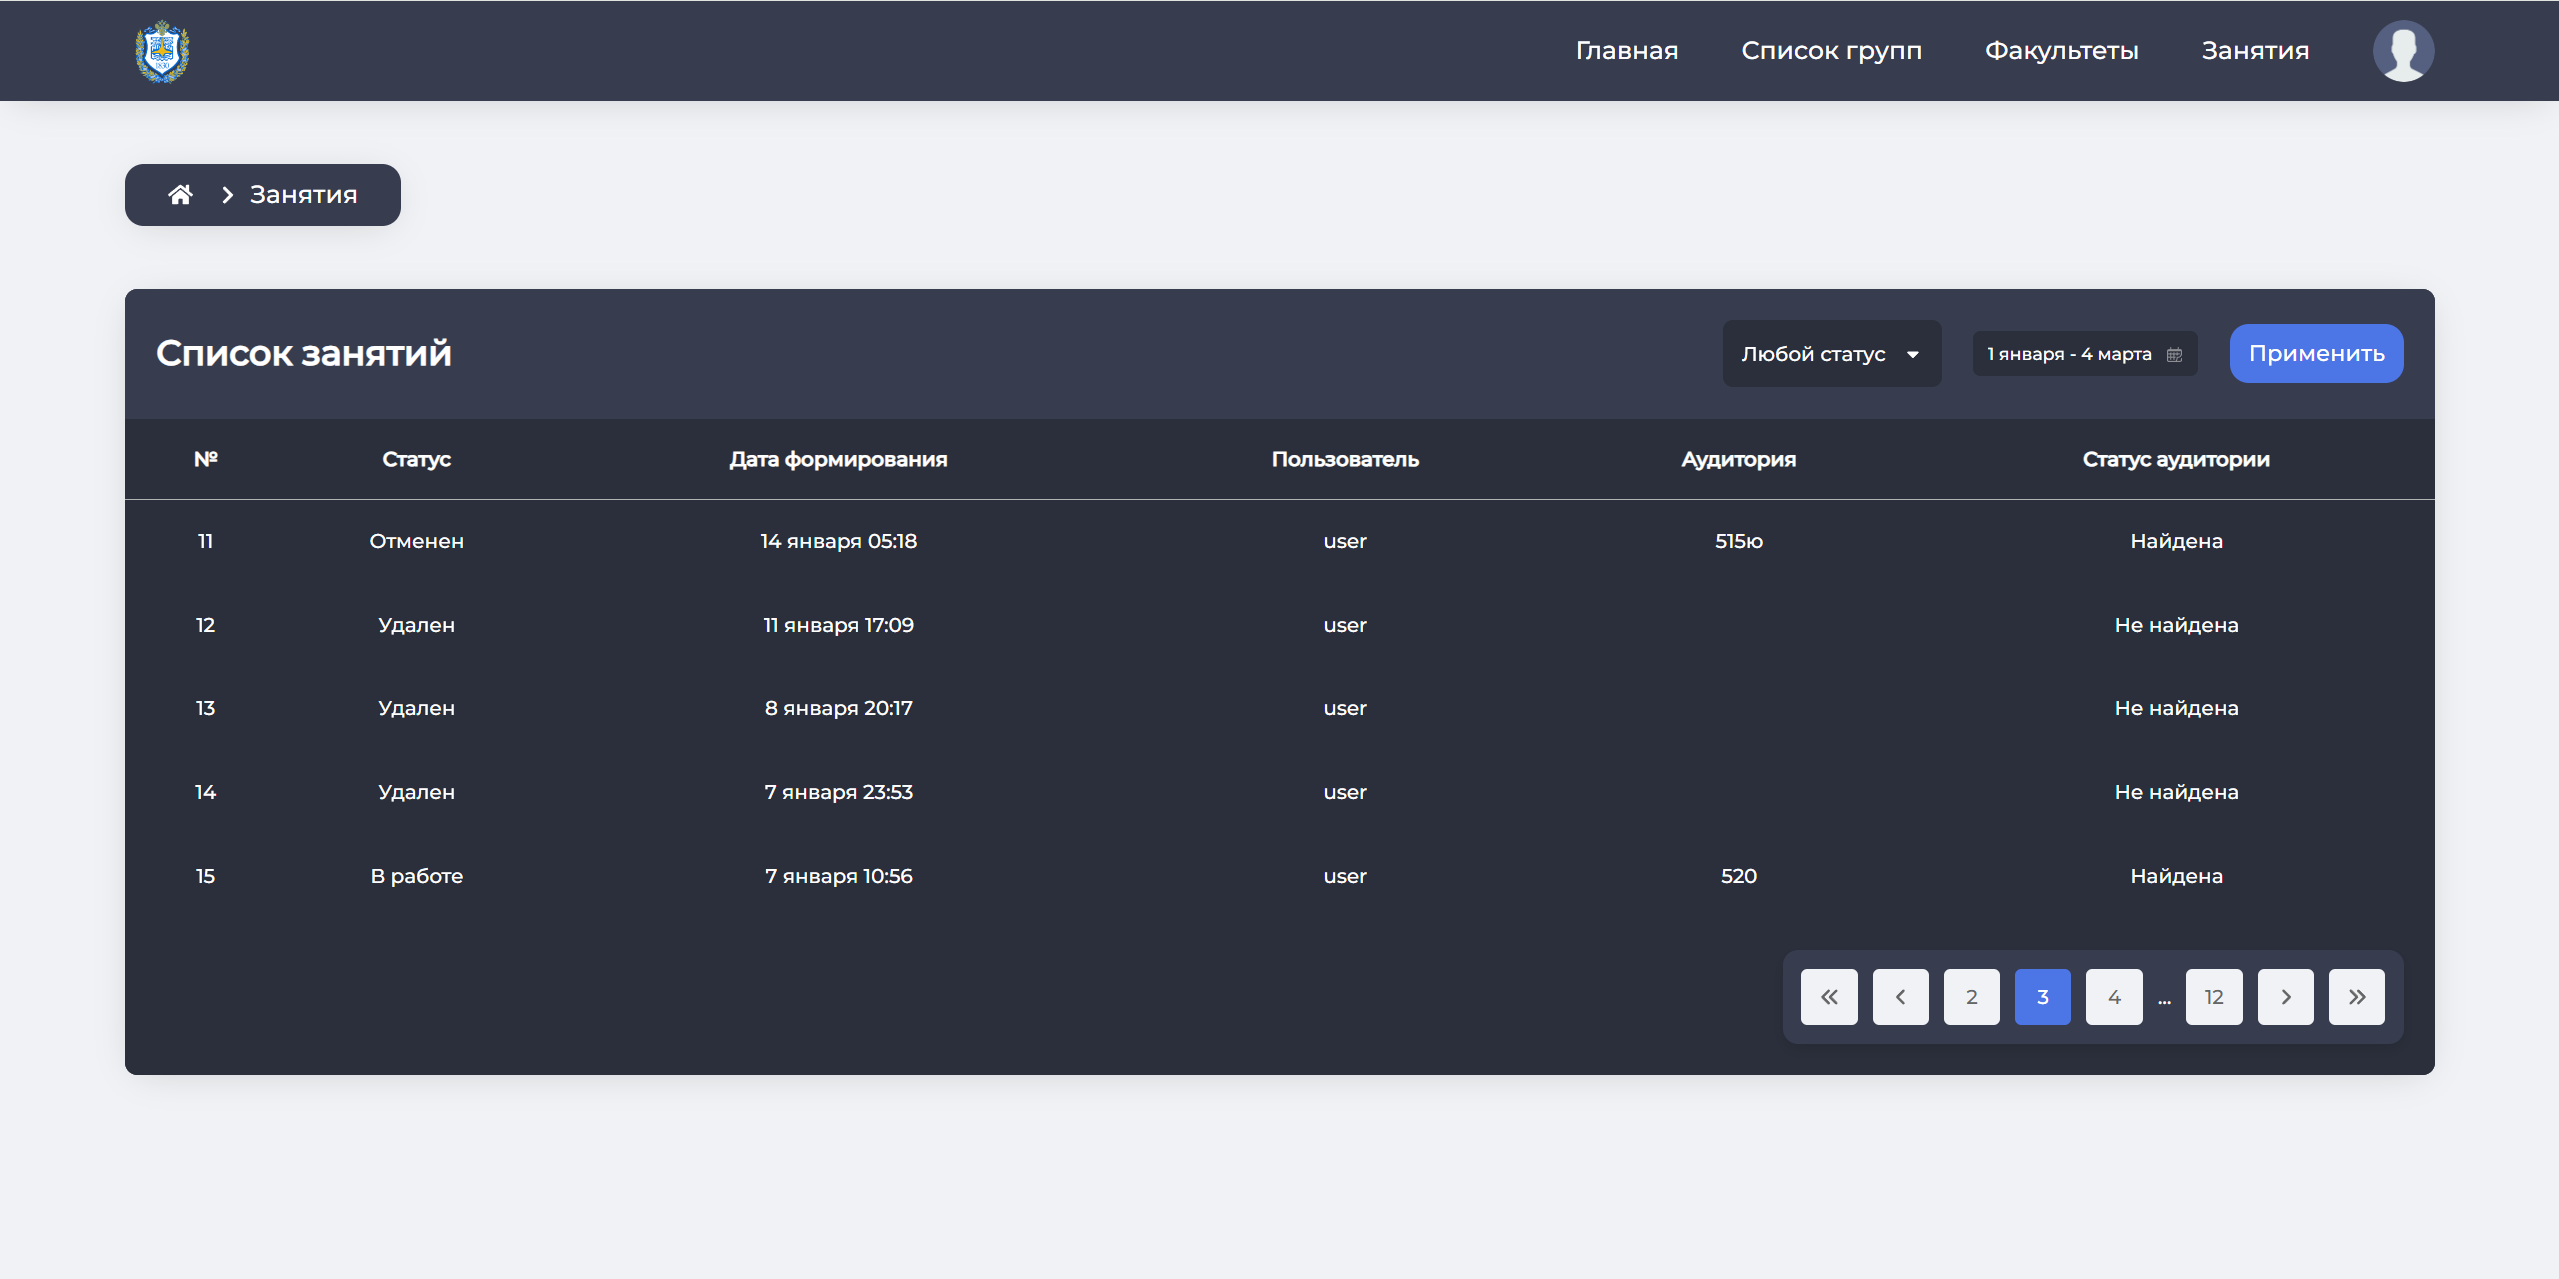 1830
Главная Список групп Факультеты Занятия
Занятия
Список занятий Любой статус 1 января - 4 марта Применить
№ Статус Дата формирования Пользователь Аудитория Статус аудитории
11 Отменен 14 января 05:18 user 515ю Найдена
12 Удален 11 января 17:09 user Не найдена
13 Удален 8 января 20:17 user Не найдена
14 Удален 7 января 23:53 user Не найдена
15 В работе 7 января 10:56 user 520 Найдена
« ‹ 2 3 4 ... 12 › »